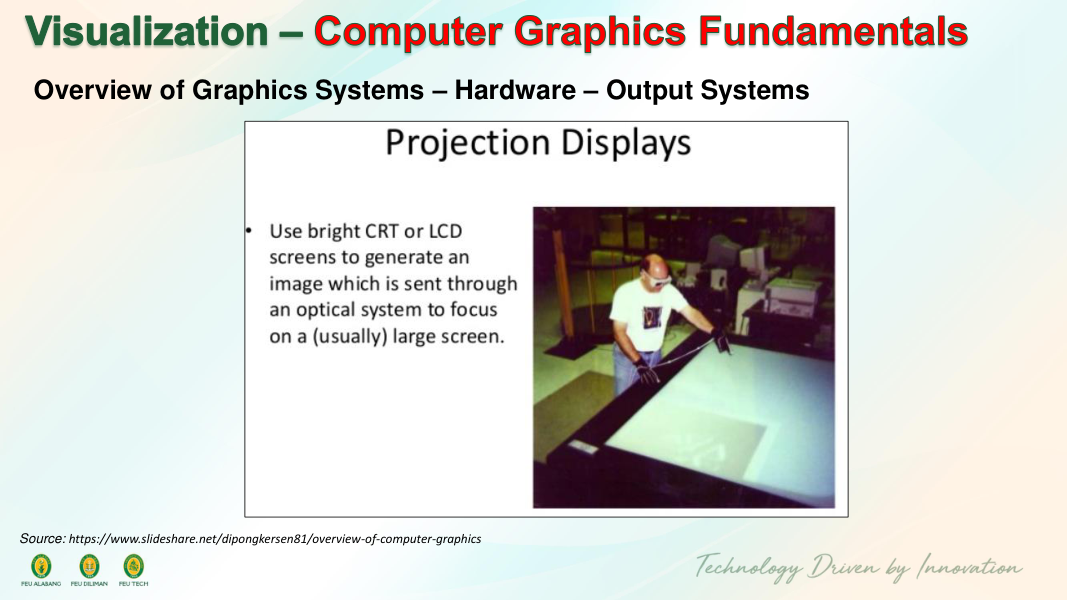 Visualization – Computer Graphics Fundamentals
Overview of Graphics Systems – Hardware – Output Systems
Projection Displays
• Use bright CRT or LCD
screens to generate an
image which is sent through
an optical system to focus
on a (usually) large screen.
Source: https://www.slideshare.net/dipongkersen81/overview-of-computer-graphics
FEU ALABANG FEU DILIMAN FEU TECH
Technology Driven by Innovation